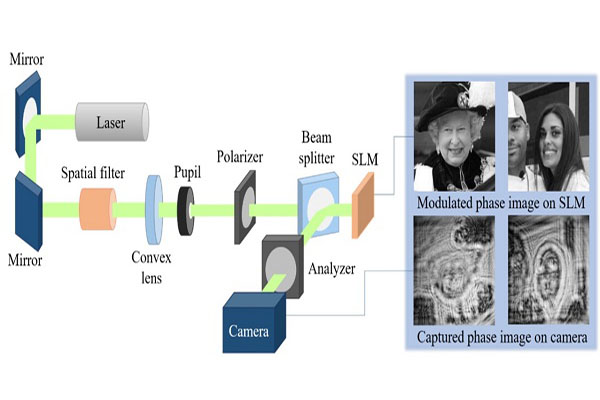 Mirror
Laser
Spatial filter
Pupil
Polarizer
Beam
splitter
SLM
Mirror
Convex
lens
Analyzer
Camera
Modulated phase image on SLM
Captured phase image on camera